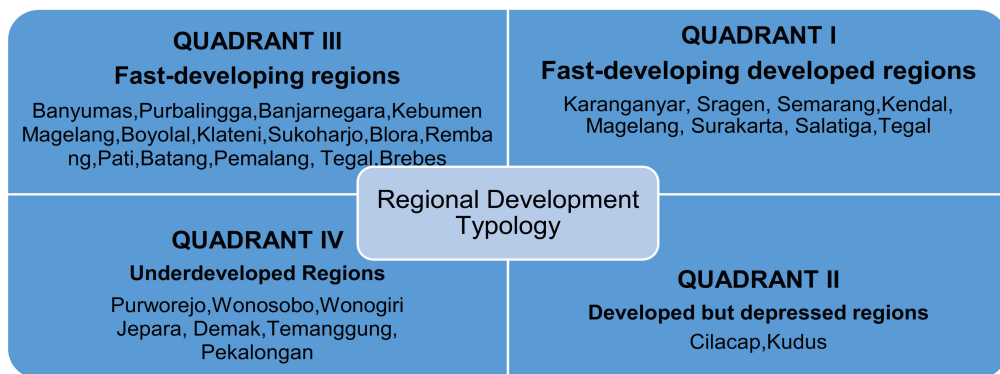 QUADRANT III
Fast-developing regions
Banyumas,Purbalingga,Banjarnegara,Kebumen
Magelang,Boyolal,Klateni,Sukoharjo,Blora,Remba
ng,Pati,Batang,Pemalang, Tegal,Brebes
QUADRANT I
Fast-developing developed regions
Karanganyar, Sragen, Semarang,Kendal,
Magelang, Surakarta, Salatiga,Tegal
Regional Development
Typology
QUADRANT IV
Underdeveloped Regions
Purworejo,Wonosobo,Wonogiri
Jepara, Demak,Temanggung,
Pekalongan
QUADRANT II
Developed but depressed regions
Cilacap,Kudus